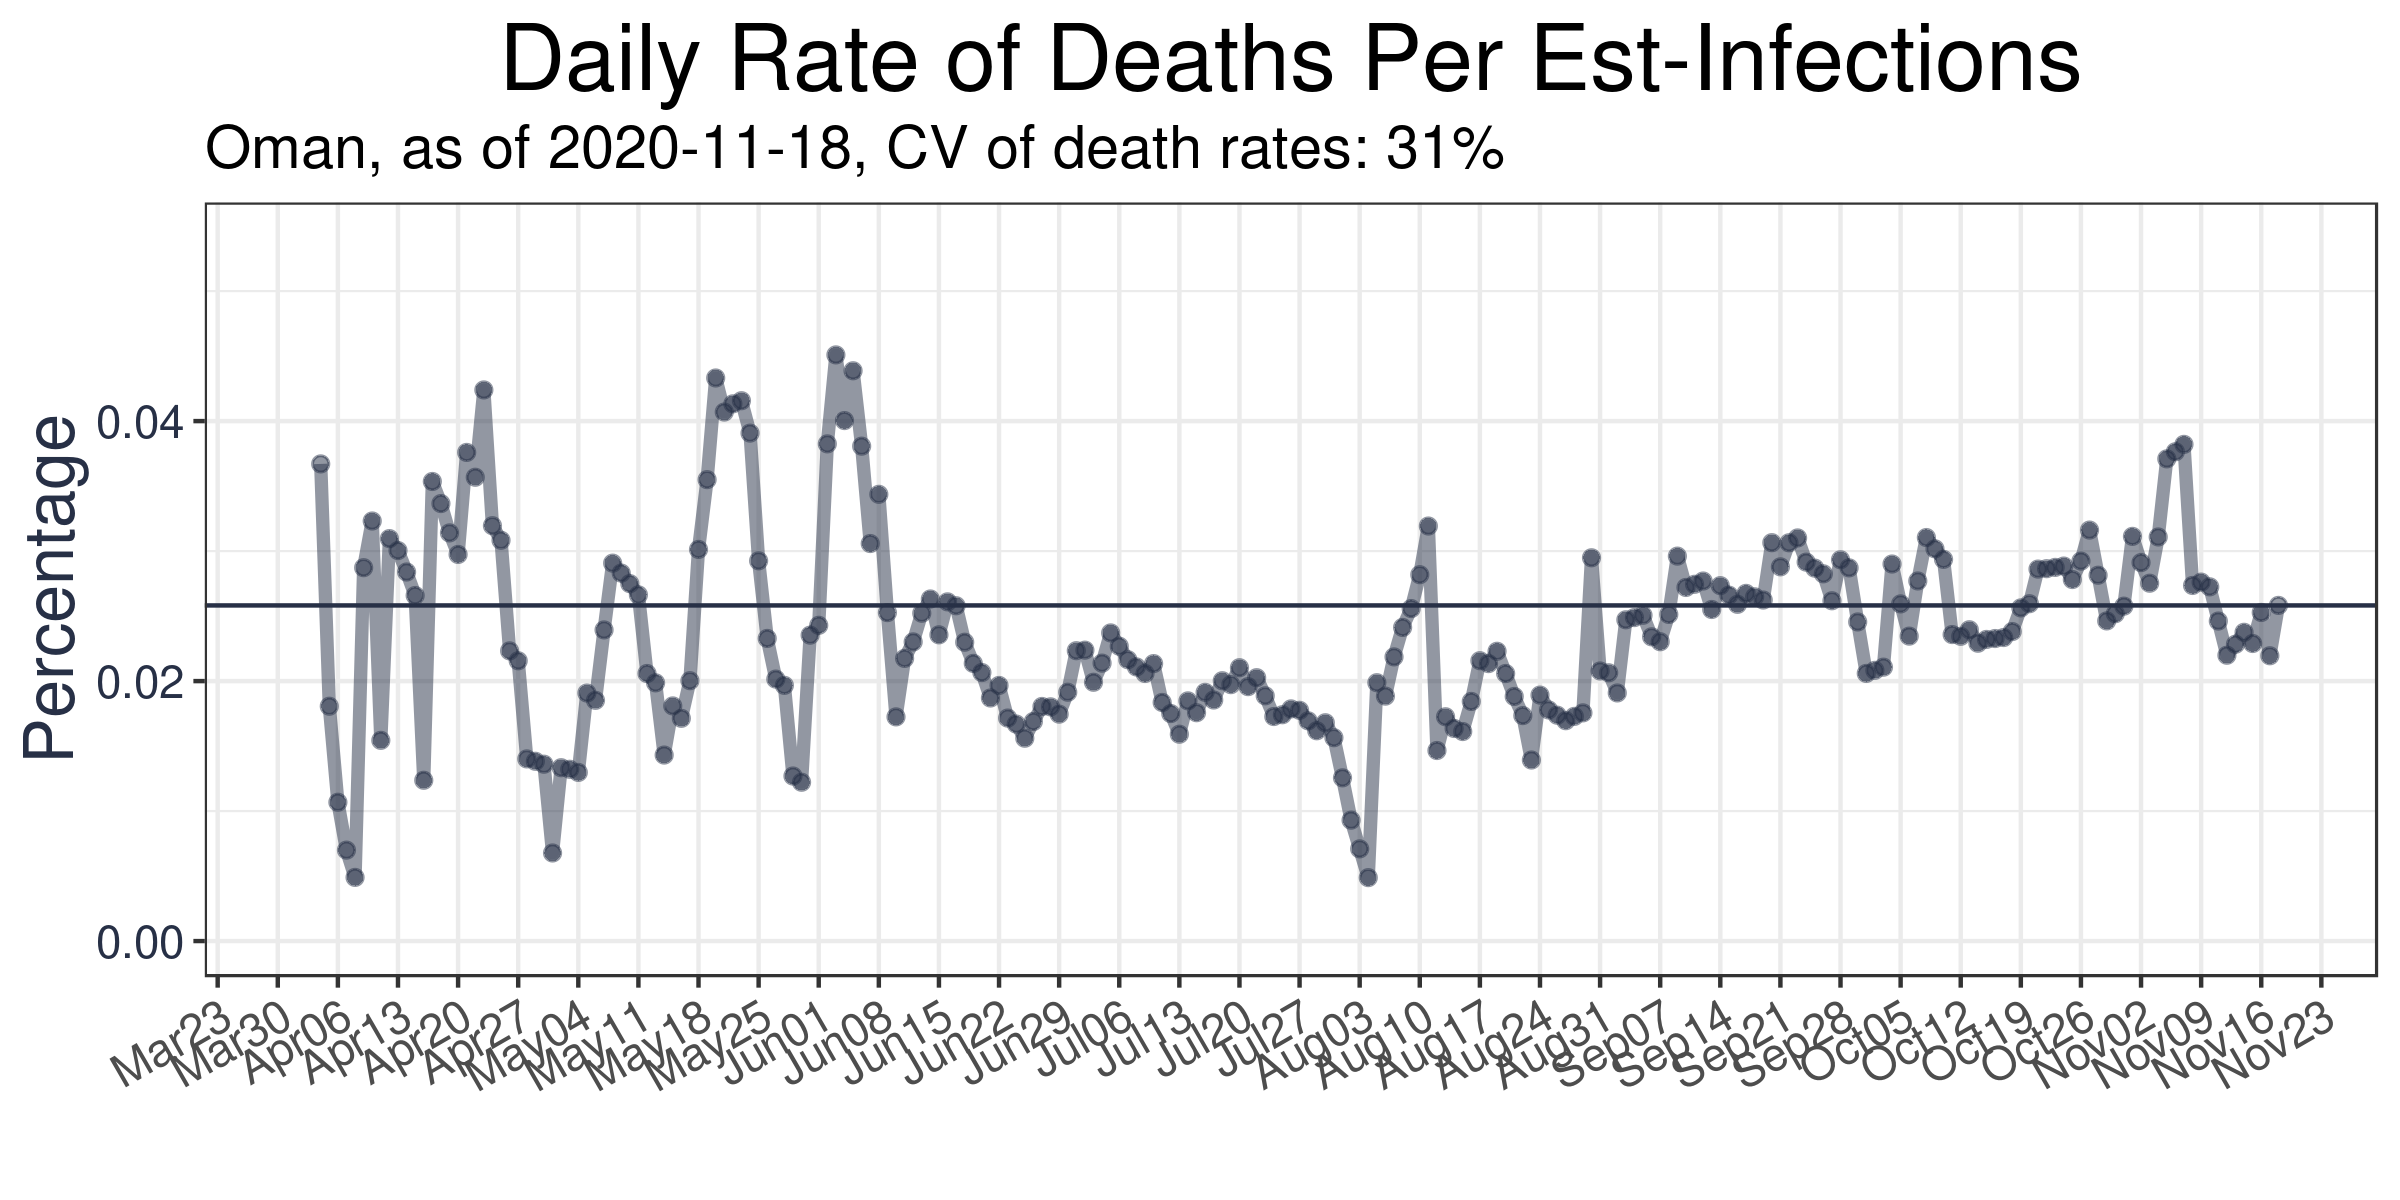 Daily Rate of Deaths Per Est-Infections
Oman, as of 2020-11-18, CV of death rates: 31%
Percentage
0.04
0.02
0.00
Mar23
Mar30
Apr06
Apr13
Apr20
Apr27
May04
May11
May18
May25
Jun01
Jun08
Jun15
Jun22
Jun29
Jul06
Jul13
Jul20
Jul27
Aug03
Aug10
Aug17
Aug24
Aug31
Sep07
Sep14
Sep21
Sep28
Oct05
Oct12
Oct19
Oct26
Nov02
Nov09
Nov16
Nov23